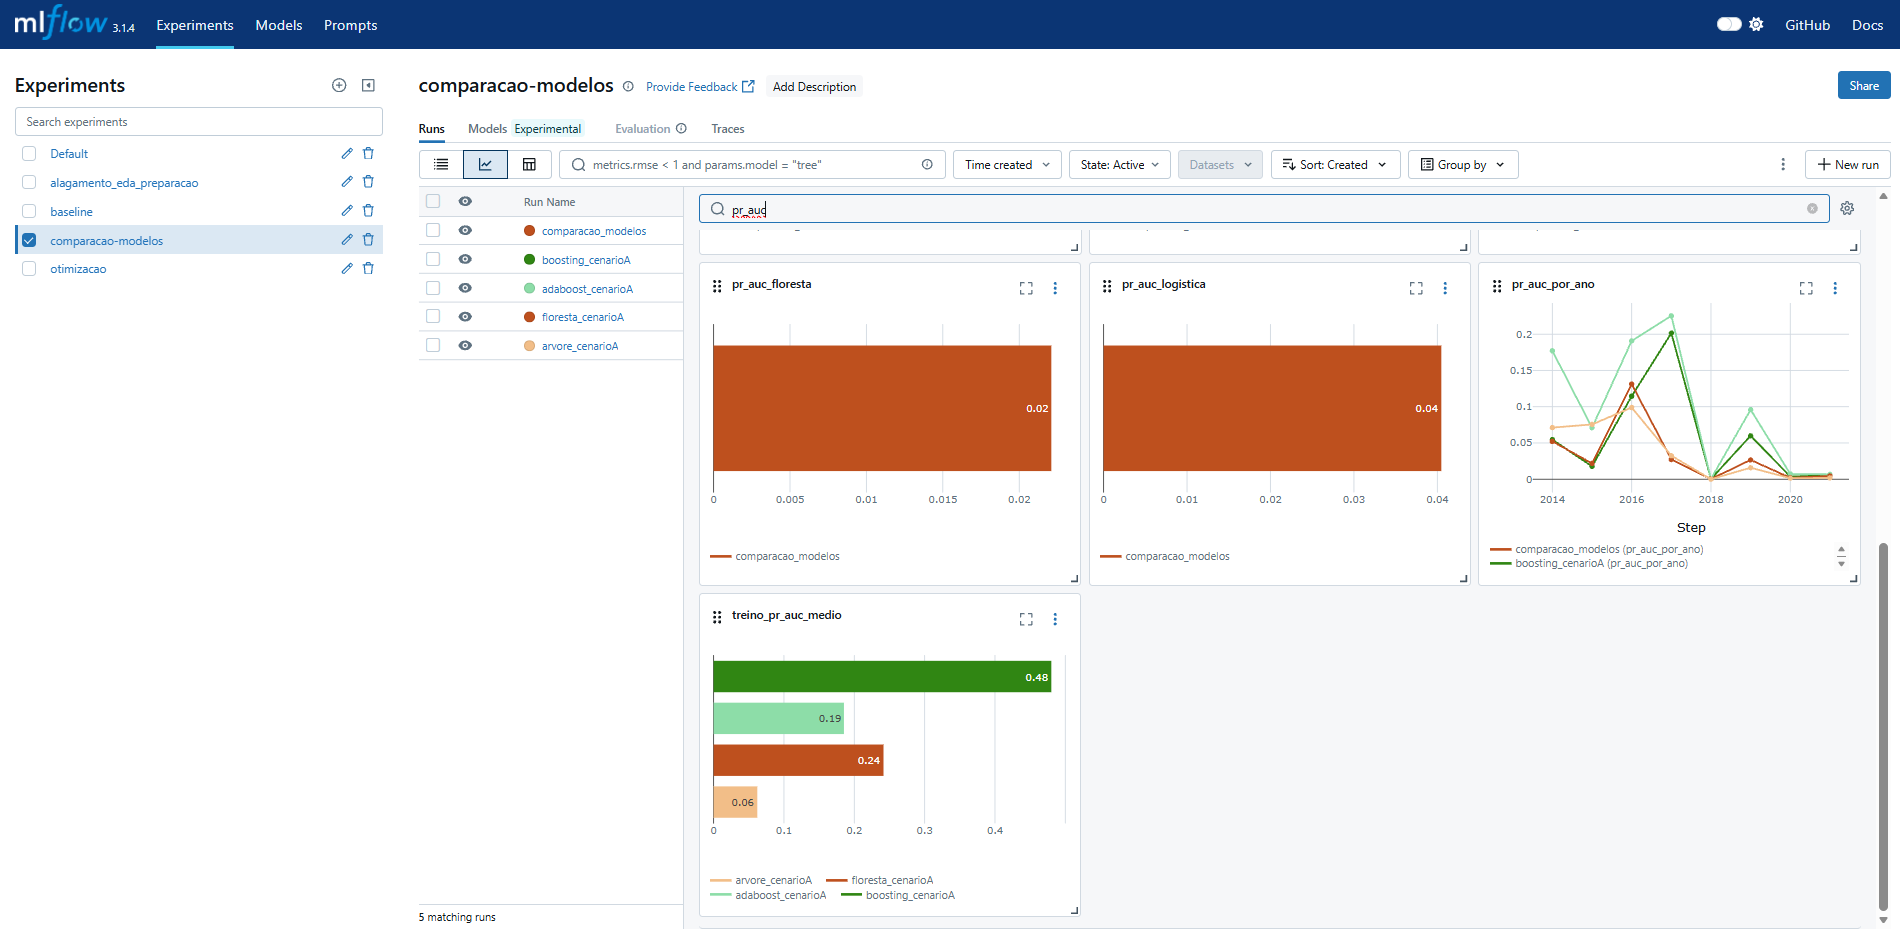 mlflow 3.1.4 Experiments Models Prompts GitHub Docs
Experiments
Search experiments
Default
alagamento_eda_preparacao
baseline
comparacao-modelos
otimizacao
comparacao-modelos Provide Feedback Add Description Share
Runs Models Experimental Evaluation Traces
metrics.rmse < 1 and params.model = "tree" Time created State: Active Datasets Sort: Created Group by New run
Run Name
comparacao_modelos
boosting_cenarioA
adaboost_cenarioA
floresta_cenarioA
arvore_cenarioA
5 matching runs
pr_auc
pr_auc_floresta
0.02
0 0.005 0.01 0.015 0.02
comparacao_modelos
pr_auc_logistica
0.04
0 0.01 0.02 0.03 0.04
comparacao_modelos
pr_auc_por_ano
0.2
0.15
0.1
0.05
0
2014 2016 2018 2020
Step
comparacao_modelos (pr_auc_por_ano)
boosting_cenarioA (pr_auc_por_ano)
treino_pr_auc_medio
0.48
0.19
0.24
0.06
0 0.1 0.2 0.3 0.4
arvore_cenarioA floresta_cenarioA
adaboost_cenarioA boosting_cenarioA